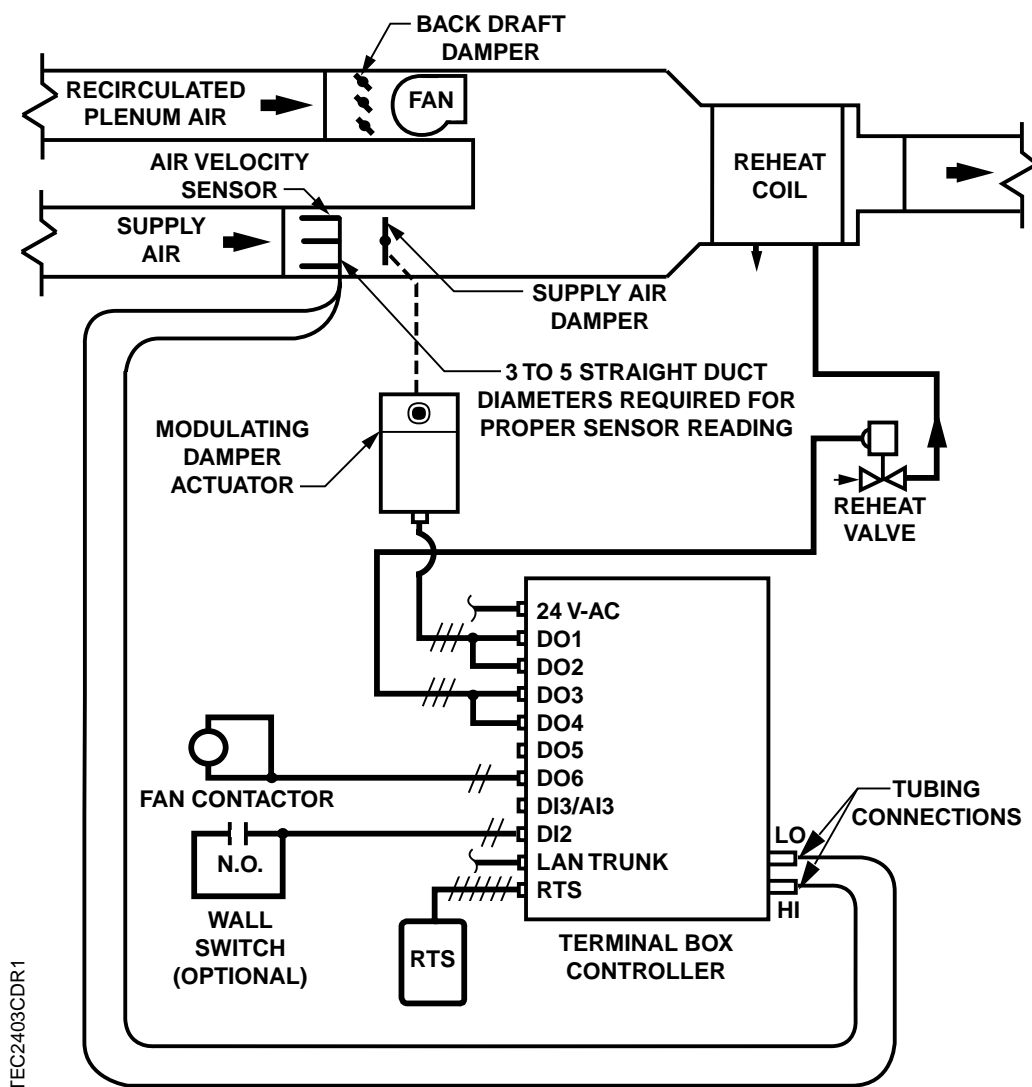 BACK DRAFT
DAMPER
RECIRCULATED
PLENUM AIR
FAN
AIR VELOCITY
SENSOR
REHEAT
COIL
SUPPLY
AIR
SUPPLY AIR
DAMPER
3 TO 5 STRAIGHT DUCT
DIAMETERS REQUIRED FOR
PROPER SENSOR READING
MODULATING
DAMPER
ACTUATOR
REHEAT
VALVE
24 V-AC
DO1
DO2
DO3
DO4
DO5
DO6
DI3/AI3
DI2
LAN TRUNK
RTS
FAN CONTACTOR
N.O.
WALL
SWITCH
(OPTIONAL)
RTS
TUBING
CONNECTIONS
LO
HI
TERMINAL BOX
CONTROLLER
TEC2403CDR1